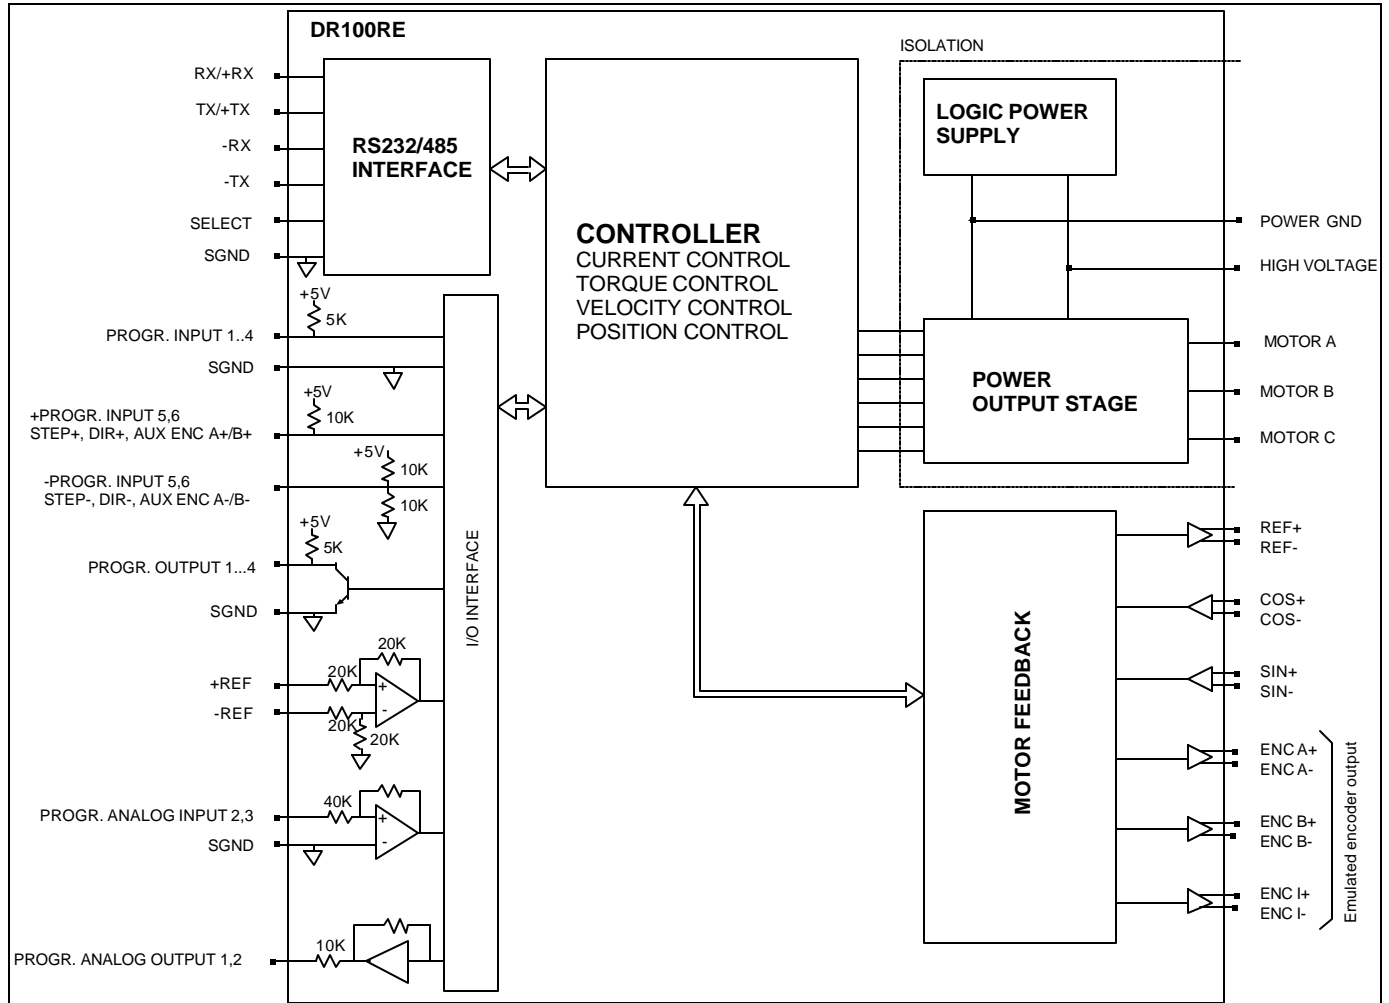 DR100RE
ISOLATION
RX/+RX
TX/+TX
-RX
-TX
SELECT
SGND
RS232/485
INTERFACE
CONTROLLER
CURRENT CONTROL
TORQUE CONTROL
VELOCITY CONTROL
POSITION CONTROL
LOGIC POWER
SUPPLY
POWER GND
HIGH VOLTAGE
POWER
OUTPUT STAGE
MOTOR A
MOTOR B
MOTOR C
+5V
5K
PROGR. INPUT 1..4
SGND
+5V
10K
+PROGR. INPUT 5,6
STEP+, DIR+, AUX ENC A+/B+
+5V
10K
-PROGR. INPUT 5,6
STEP-, DIR-, AUX ENC A-/B-
10K
+5V
5K
PROGR. OUTPUT 1...4
SGND
I/O INTERFACE
20K
20K
+REF
+
-REF
-
20K
20K
40K
PROGR. ANALOG INPUT 2,3
+
SGND
-
10K
PROGR. ANALOG OUTPUT 1,2
MOTOR FEEDBACK
REF+
REF-
COS+
COS-
SIN+
SIN-
ENC A+
ENC A-
ENC B+
ENC B-
ENC I+
ENC I-
Emulated encoder output